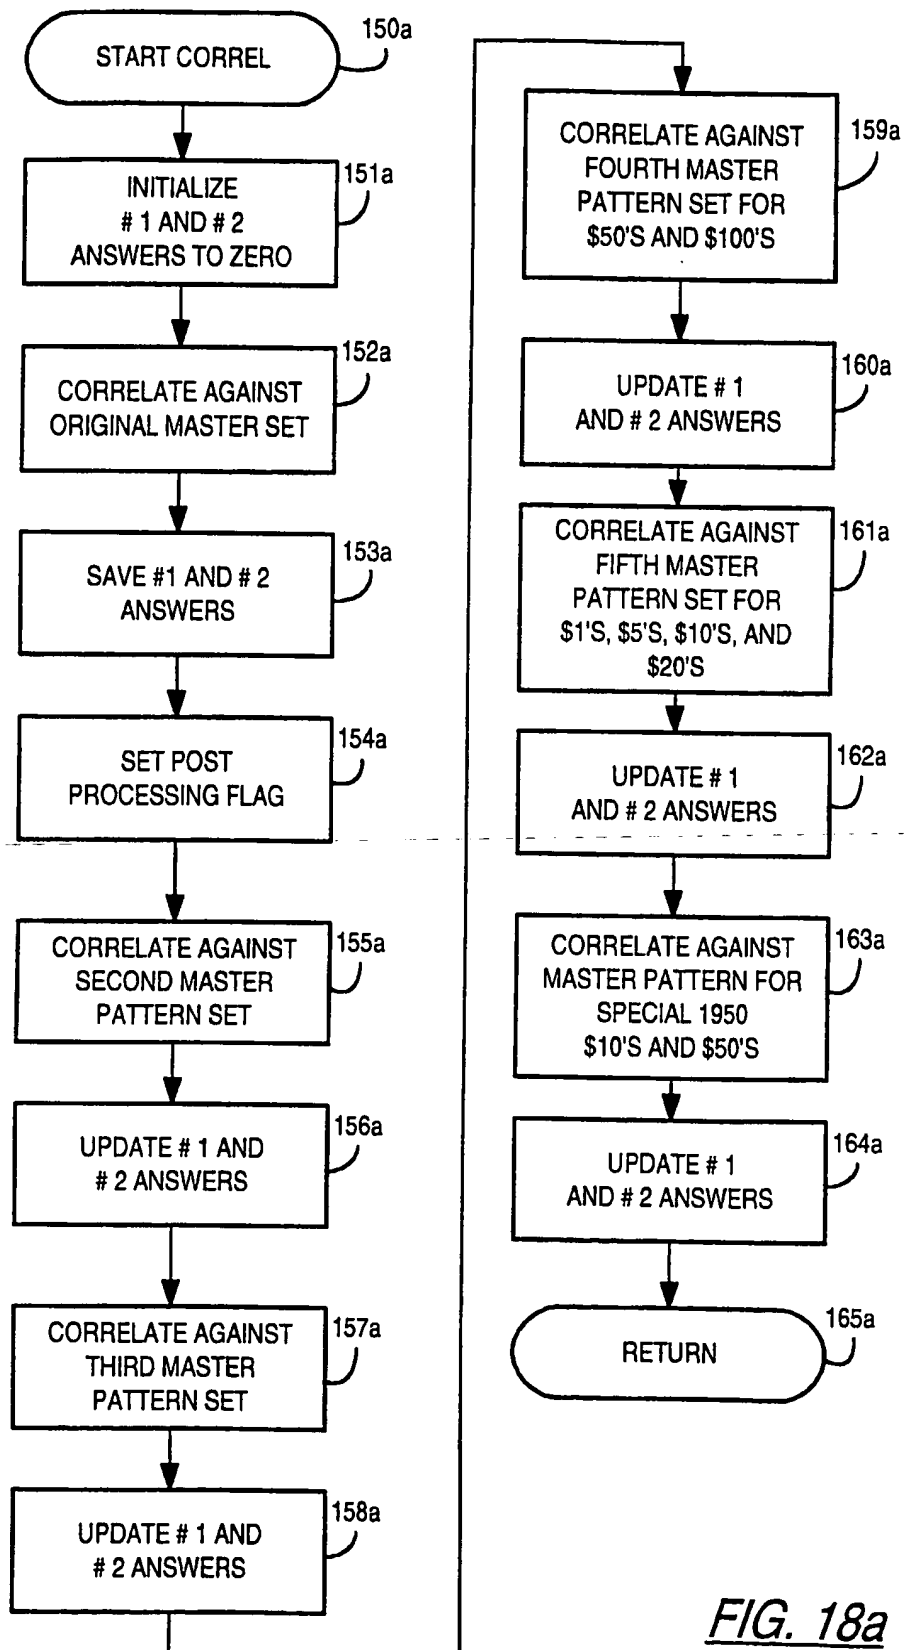 START CORREL
150a
INITIALIZE
# 1 AND # 2
ANSWERS TO ZERO
151a
CORRELATE AGAINST
ORIGINAL MASTER SET
152a
SAVE #1 AND # 2
ANSWERS
153a
SET POST
PROCESSING FLAG
154a
CORRELATE AGAINST
SECOND MASTER
PATTERN SET
155a
UPDATE # 1 AND
# 2 ANSWERS
156a
CORRELATE AGAINST
THIRD MASTER
PATTERN SET
157a
UPDATE # 1 AND
# 2 ANSWERS
158a
CORRELATE AGAINST
FOURTH MASTER
PATTERN SET FOR
$50'S AND $100'S
159a
UPDATE # 1
AND # 2 ANSWERS
160a
CORRELATE AGAINST
FIFTH MASTER
PATTERN SET FOR
$1'S, $5'S, $10'S, AND
$20'S
161a
UPDATE # 1
AND # 2 ANSWERS
162a
CORRELATE AGAINST
MASTER PATTERN FOR
SPECIAL 1950
$10'S AND $50'S
163a
UPDATE # 1
AND # 2 ANSWERS
164a
RETURN
165a
FIG. 18a